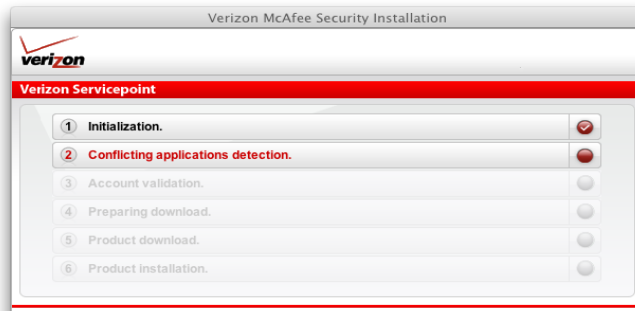 Verizon McAfee Security Installation
verizon
Verizon Servicepoint
1 Initialization.
2 Conflicting applications detection.
3 Account validation.
4 Preparing download.
5 Product download.
6 Product installation.